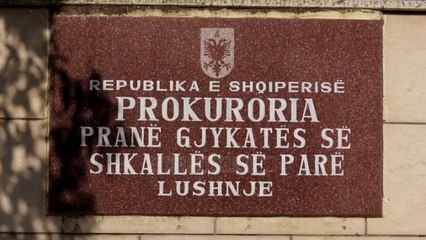 REPUBLIKA E SHQIPERISË
PROKURORIA
PRANË GJYKATËS SË
SHKALLËS SË PARË
LUSHNJE